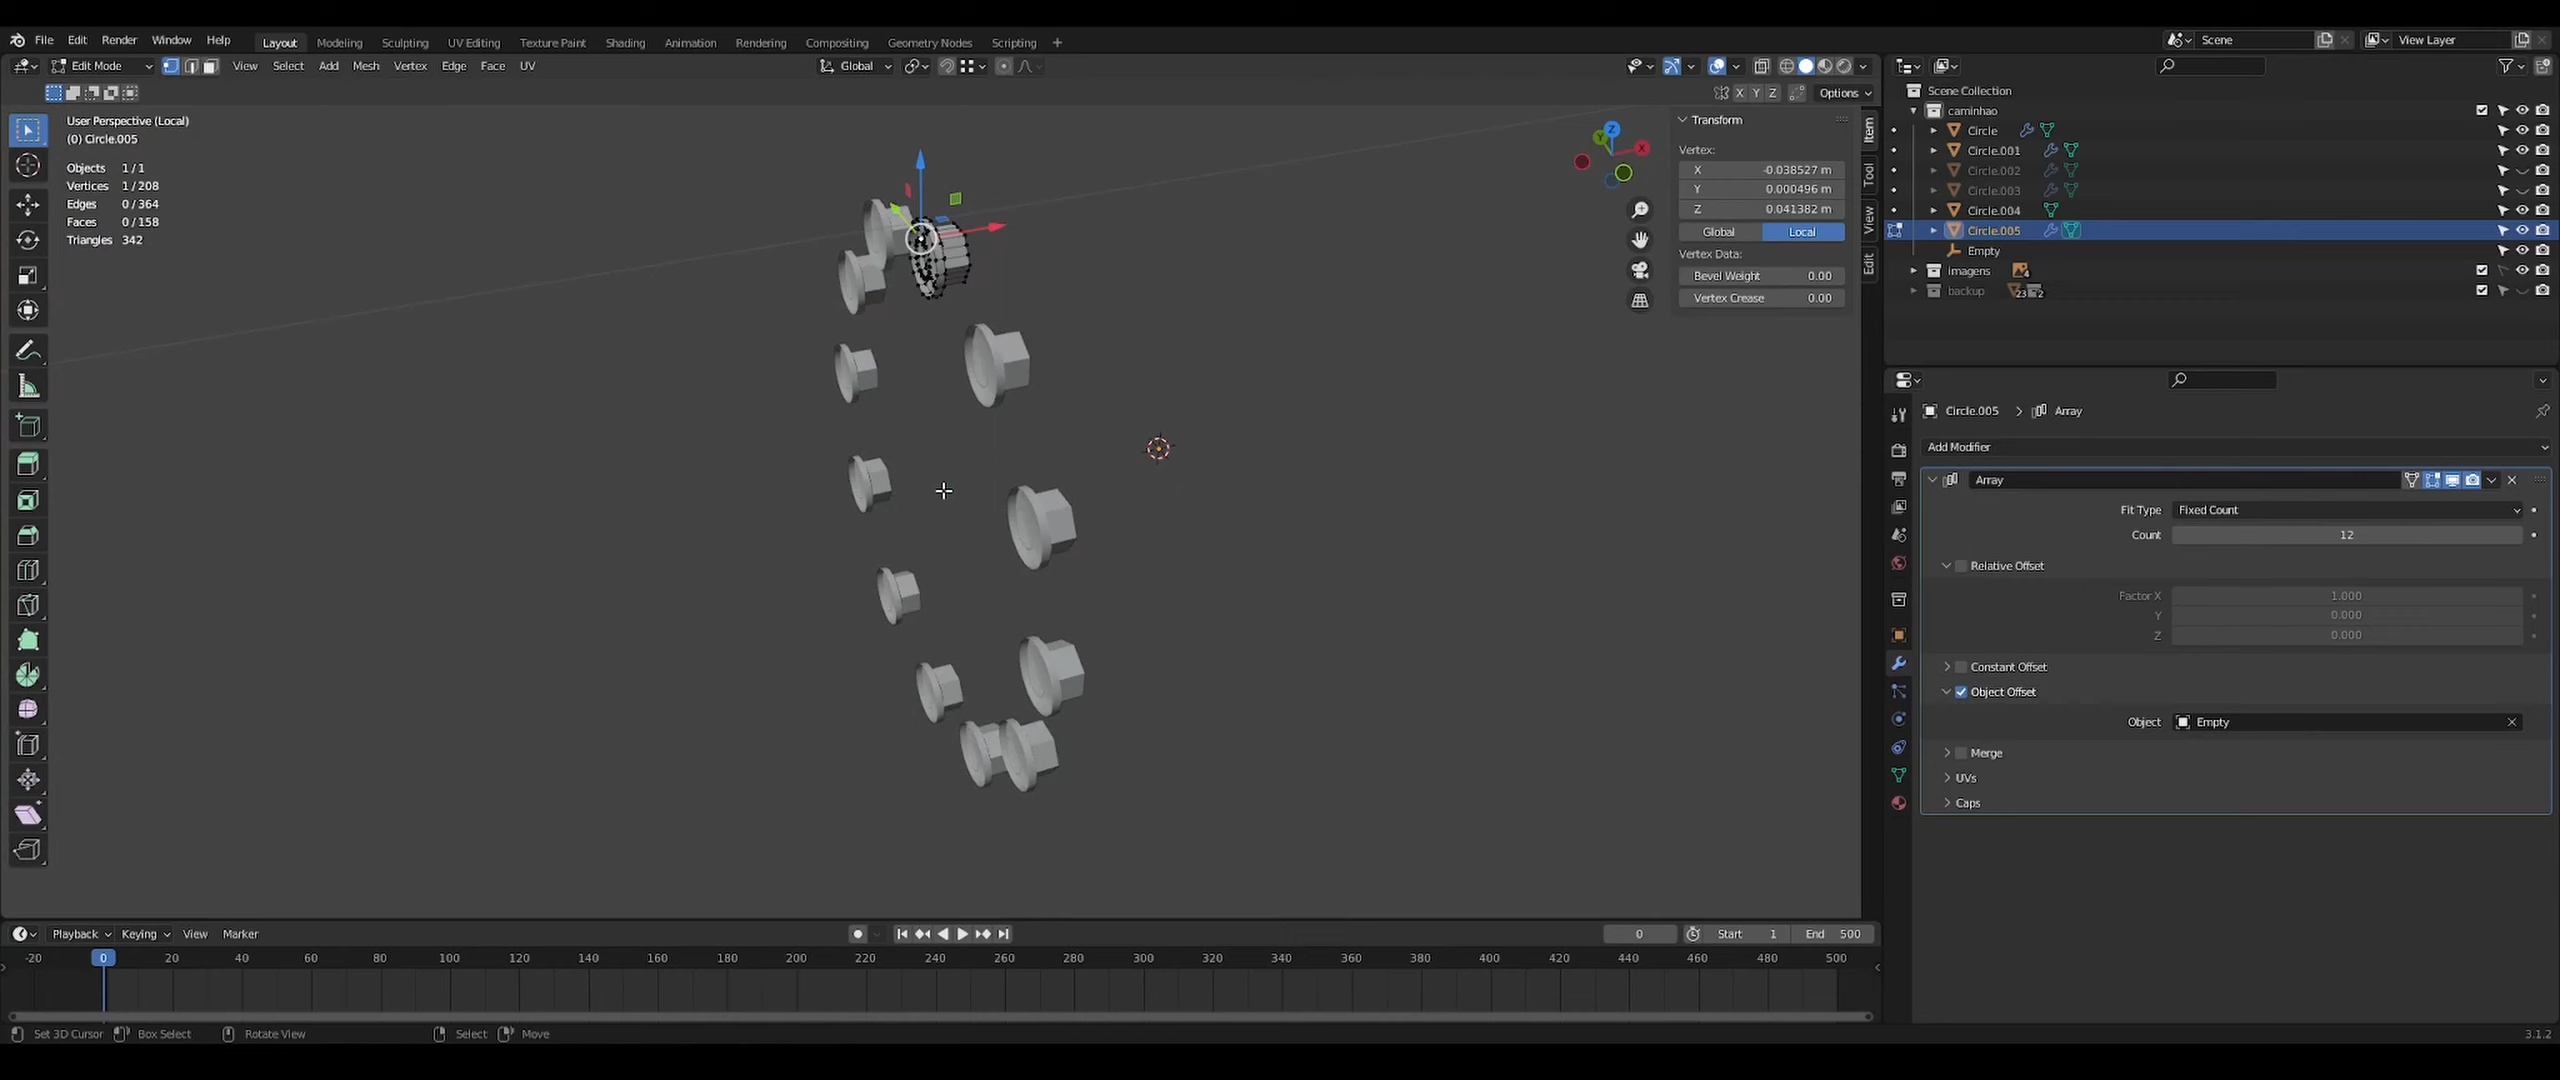 File Edit Render Window Help Layout Modeling Sculpting UV Editing Texture Paint Shading Animation Rendering Compositing Geometry Nodes Scripting + Scene View Layer
Edit Mode View Select Add Mesh Vertex Edge Face UV Global
X Y Z Options
User Perspective (Local)
(0) Circle.005
Objects 1/1
Vertices 1/208
Edges 0/364
Faces 0/158
Triangles 342
Z
Y
X
Transform
Vertex:
X -0.038527 m
Y 0.000496 m
Z 0.041382 m
Global Local
Vertex Data:
Bevel Weight 0.00
Vertex Crease 0.00
Item
Tool
View
Edit
Scene Collection
caminhao
Circle
Circle.001
Circle.002
Circle.003
Circle.004
Circle.005
Empty
imagens 4
backup 23 2
Circle.005 > Array
Add Modifier
Array
Fit Type Fixed Count
Count 12
Relative Offset
Factor X 1.000
Y 0.000
Z 0.000
Constant Offset
Object Offset
Object Empty
Merge
UVs
Caps
Playback Keying View Marker 0 Start 1 End 500
-20 0 20 40 60 80 100 120 140 160 180 200 220 240 260 280 300 320 340 360 380 400 420 440 460 480 500
Set 3D Cursor Box Select Rotate View Select Move 3.1.2